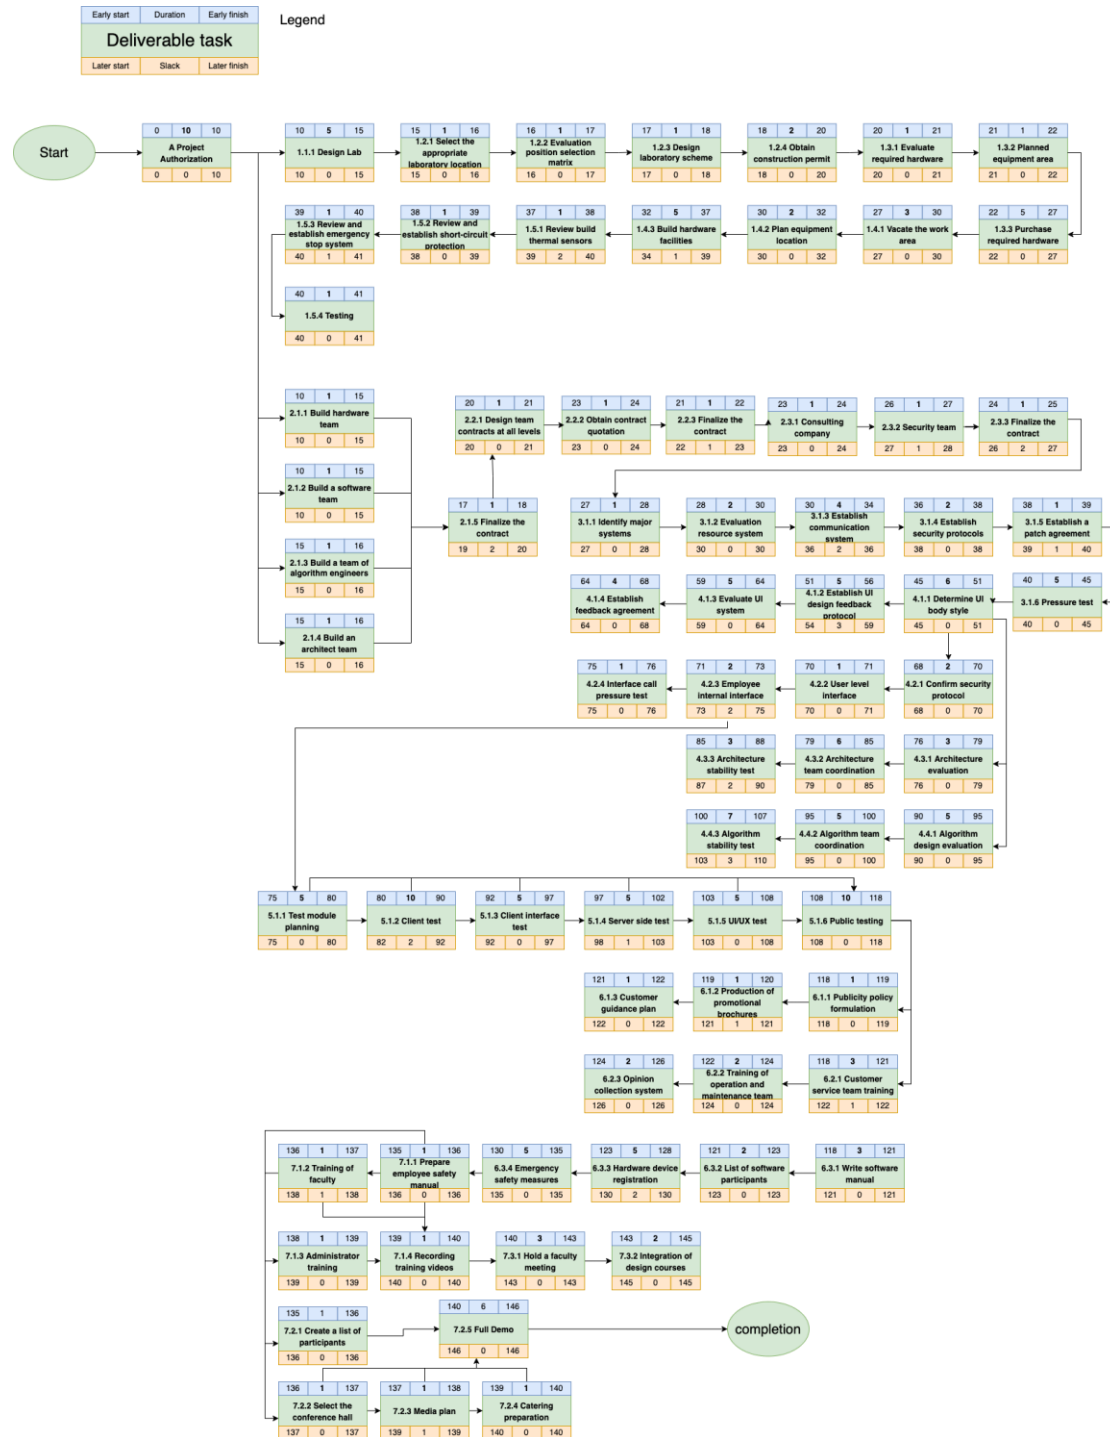 Early start Duration Early finish
Deliverable task
Later start Slack Later finish
Legend
Start
0 10 10
A Project
Authorization
0 0 10
10 5 15
1.1.1 Design Lab
10 0 15
15 1 16
1.2.1 Select the
appropriate
laboratory location
15 0 16
16 1 17
1.2.2 Evaluation
position selection
matrix
16 0 17
17 1 18
1.2.3 Design
laboratory scheme
17 0 18
18 2 20
1.2.4 Obtain
construction permit
18 0 20
20 1 21
1.3.1 Evaluate
required hardware
20 0 21
21 1 22
1.3.2 Planned
equipment area
21 0 22
39 1 40
1.5.3 Review and
establish emergency
stop system
40 1 41
38 1 39
1.5.2 Review and
establish short-circuit
protection
38 0 39
37 1 38
1.5.1 Review build
thermal sensors
39 2 40
32 5 37
1.4.3 Build hardware
facilities
34 1 39
30 2 32
1.4.2 Plan equipment
location
30 0 32
27 3 30
1.4.1 Vacate the work
area
27 0 30
22 5 27
1.3.3 Purchase
required hardware
22 0 27
40 1 41
1.5.4 Testing
40 0 41
10 1 15
2.1.1 Build hardware
team
10 0 15
10 1 15
2.1.2 Build a software
team
10 0 15
15 1 16
2.1.3 Build a team of
algorithm engineers
15 0 16
15 1 16
2.1.4 Build an
architect team
15 0 16
17 1 18
2.1.5 Finalize the
contract
19 2 20
20 1 21
2.2.1 Design team
contracts at all levels
20 0 21
23 1 24
2.2.2 Obtain contract
quotation
23 0 24
21 1 22
2.2.3 Finalize the
contract
22 1 23
23 1 24
2.3.1 Consulting
company
23 0 24
26 1 27
2.3.2 Security team
27 1 28
24 1 25
2.3.3 Finalize the
contract
26 2 27
27 1 28
3.1.1 Identify major
systems
27 0 28
28 2 30
3.1.2 Evaluation
resource system
30 0 30
30 4 34
3.1.3 Establish
communication
system
36 2 36
36 2 38
3.1.4 Establish
security protocols
38 0 38
38 1 39
3.1.5 Establish a
patch agreement
39 1 40
64 4 68
4.1.4 Establish
feedback agreement
64 0 68
59 5 64
4.1.3 Evaluate UI
system
59 0 64
51 5 56
4.1.2 Establish UI
design feedback
protocol
54 3 59
45 6 51
4.1.1 Determine UI
body style
45 0 51
40 5 45
3.1.6 Pressure test
40 0 45
75 1 76
4.2.4 Interface call
pressure test
75 0 76
71 2 73
4.2.3 Employee
internal interface
73 2 75
70 1 71
4.2.2 User level
interface
70 0 71
68 2 70
4.2.1 Confirm security
protocol
68 0 70
85 3 88
4.3.3 Architecture
stability test
87 2 90
79 6 85
4.3.2 Architecture
team coordination
79 0 85
76 3 79
4.3.1 Architecture
evaluation
76 0 79
100 7 107
4.4.3 Algorithm
stability test
103 3 110
95 5 100
4.4.2 Algorithm team
coordination
95 0 100
90 5 95
4.4.1 Algorithm
design evaluation
90 0 95
75 5 80
5.1.1 Test module
planning
75 0 80
80 10 90
5.1.2 Client test
82 2 92
92 5 97
5.1.3 Client interface
test
92 0 97
97 5 102
5.1.4 Server side test
98 1 103
103 5 108
5.1.5 UI/UX test
103 0 108
108 10 118
5.1.6 Public testing
108 0 118
121 1 122
6.1.3 Customer
guidance plan
122 0 122
119 1 120
6.1.2 Production of
promotional
brochures
121 1 121
118 1 119
6.1.1 Publicity policy
formulation
118 0 119
124 2 126
6.2.3 Opinion
collection system
126 0 126
122 2 124
6.2.2 Training of
operation and
maintenance team
124 0 124
118 3 121
6.2.1 Customer
service team training
122 1 122
136 1 137
7.1.2 Training of
faculty
138 1 138
135 1 136
7.1.1 Prepare
employee safety
manual
136 0 136
130 5 135
6.3.4 Emergency
safety measures
135 0 135
123 5 128
6.3.3 Hardware device
registration
130 2 130
121 2 123
6.3.2 List of software
participants
123 0 123
118 3 121
6.3.1 Write software
manual
121 0 121
138 1 139
7.1.3 Administrator
training
139 0 139
139 1 140
7.1.4 Recording
training videos
140 0 140
140 3 143
7.3.1 Hold a faculty
meeting
143 0 143
143 2 145
7.3.2 Integration of
design courses
145 0 145
135 1 136
7.2.1 Create a list of
participants
136 0 136
140 6 146
7.2.5 Full Demo
146 0 146
completion
136 1 137
7.2.2 Select the
conference hall
137 0 137
137 1 138
7.2.3 Media plan
139 1 139
139 1 140
7.2.4 Catering
preparation
140 0 140